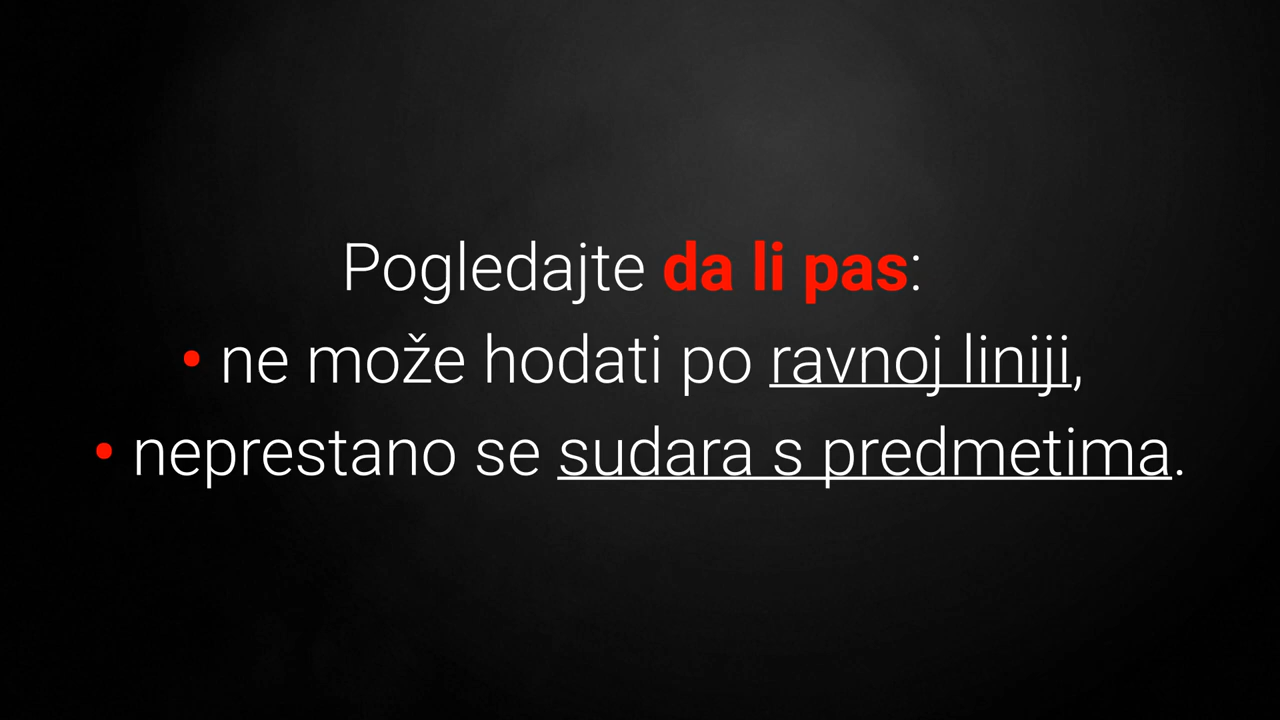 Pogledajte da li pas:
• ne može hodati po ravnoj liniji,
• neprestano se sudara s predmetima.